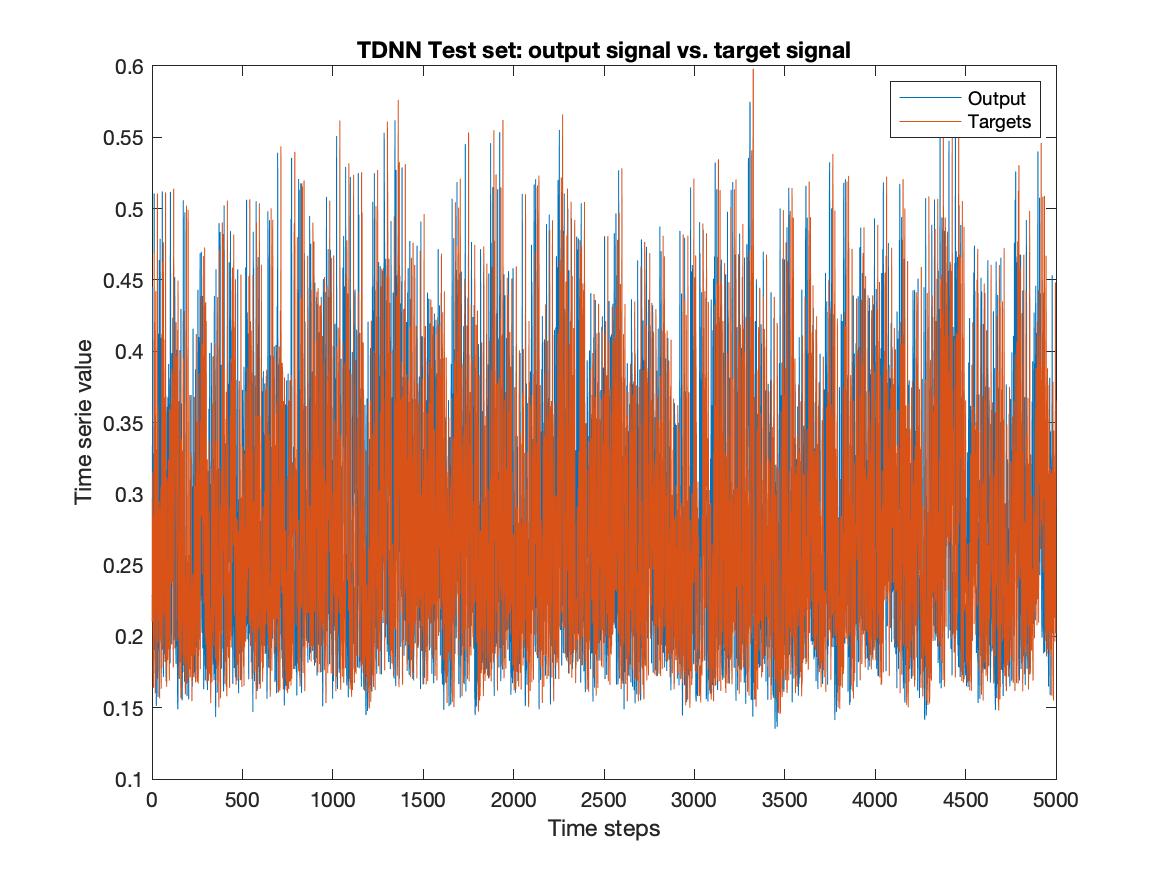 TDNN Test set: output signal vs. target signal
Output
Targets
0.6
0.55
0.5
0.45
0.4
0.35
0.3
0.25
0.2
0.15
0.1
Time serie value
0 500 1000 1500 2000 2500 3000 3500 4000 4500 5000
Time steps